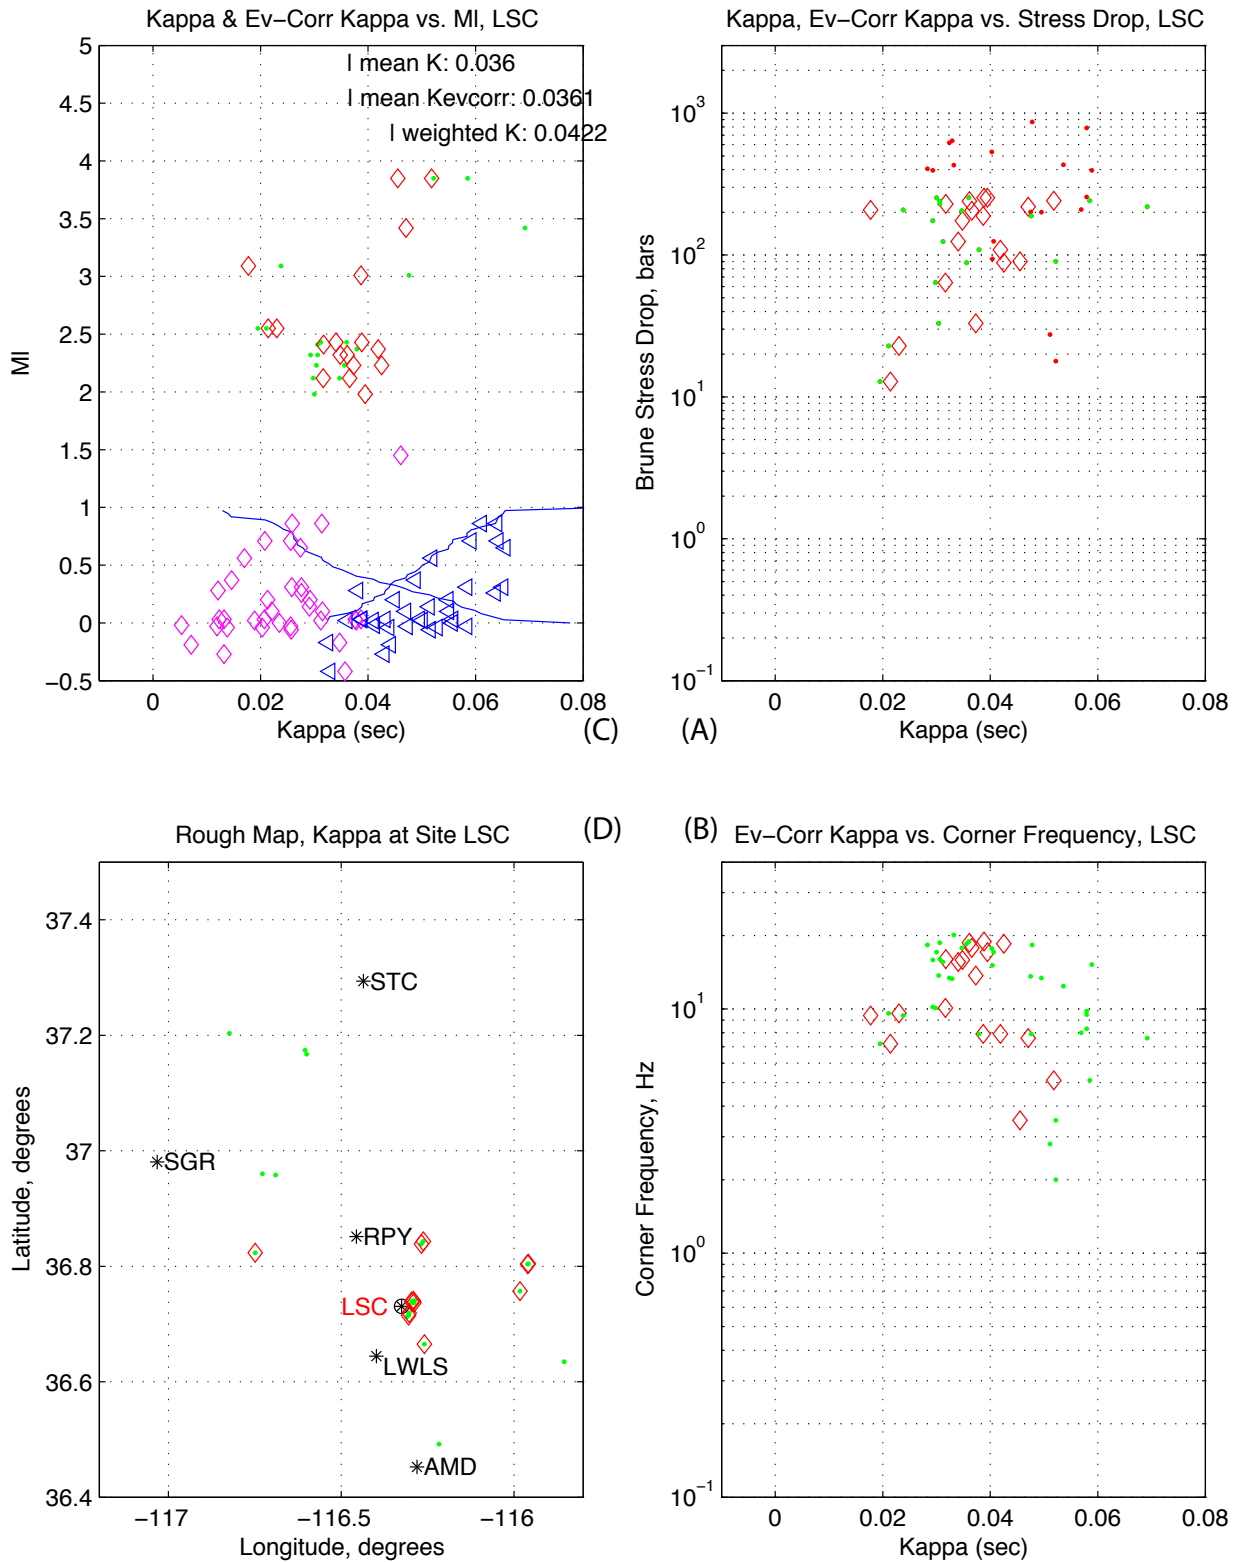 Kappa & Ev−Corr Kappa vs. Ml, LSC
5
4.5
4
3.5
3
2.5
2
1.5
1
0.5
0
−0.5
Ml
l mean K: 0.036
l mean Kevcorr: 0.0361
l weighted K: 0.0422
0
0.02
0.04
0.06
0.08
Kappa (sec)
(C)
Kappa, Ev−Corr Kappa vs. Stress Drop, LSC
10^3
10^2
10^1
10^0
10^−1
Brune Stress Drop, bars
0
0.02
0.04
0.06
0.08
Kappa (sec)
(A)
Rough Map, Kappa at Site LSC
(D)
37.4
37.2
37
36.8
36.6
36.4
Latitude, degrees
STC
SGR
RPY
LSC
LWLS
AMD
−117
−116.5
−116
Longitude, degrees
(B)
Ev−Corr Kappa vs. Corner Frequency, LSC
10^1
10^0
10^−1
Corner Frequency, Hz
0
0.02
0.04
0.06
0.08
Kappa (sec)